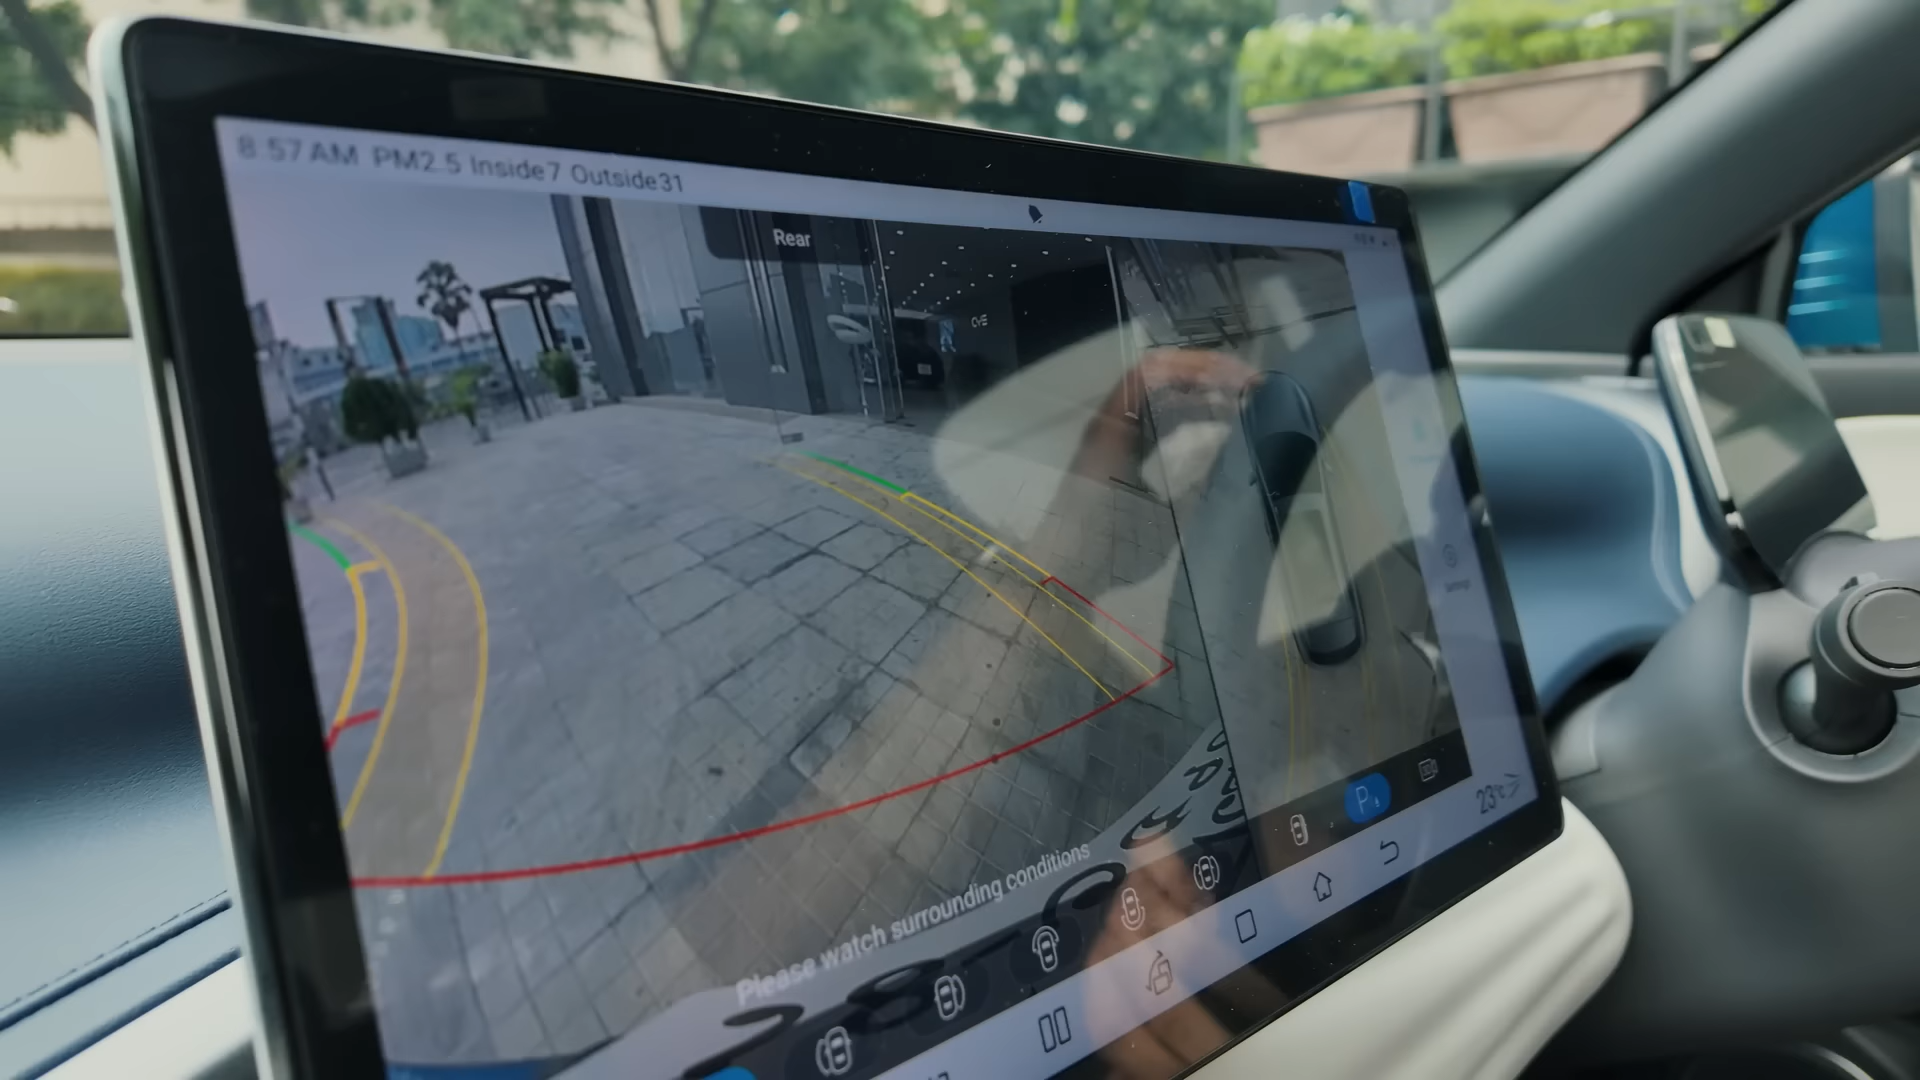 8:57 AM PM2.5 Inside7 Outside31
Rear
Please watch surrounding conditions
P
23°c